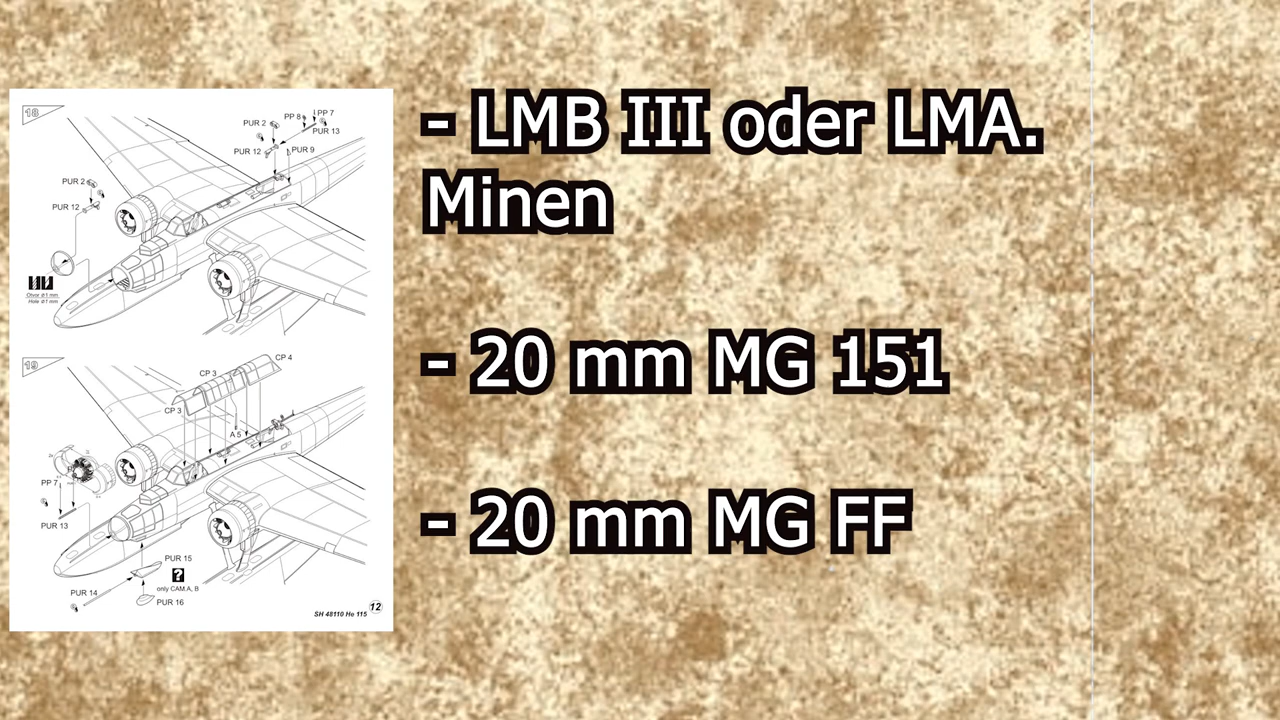 18
PP 7
PP 8
PUR 2
PUR 13
PUR 12
PUR 9
PUR 2
PUR 12
Otvor ø1 mm
Hole ø1 mm
19
CP 4
CP 3
CP 3
A 5
PP 7
PUR 13
PUR 15
?
only CAM.A, B
PUR 14
PUR 16
SH 48110 He 115
12
- LMB III oder LMA.
Minen
- 20 mm MG 151
- 20 mm MG FF